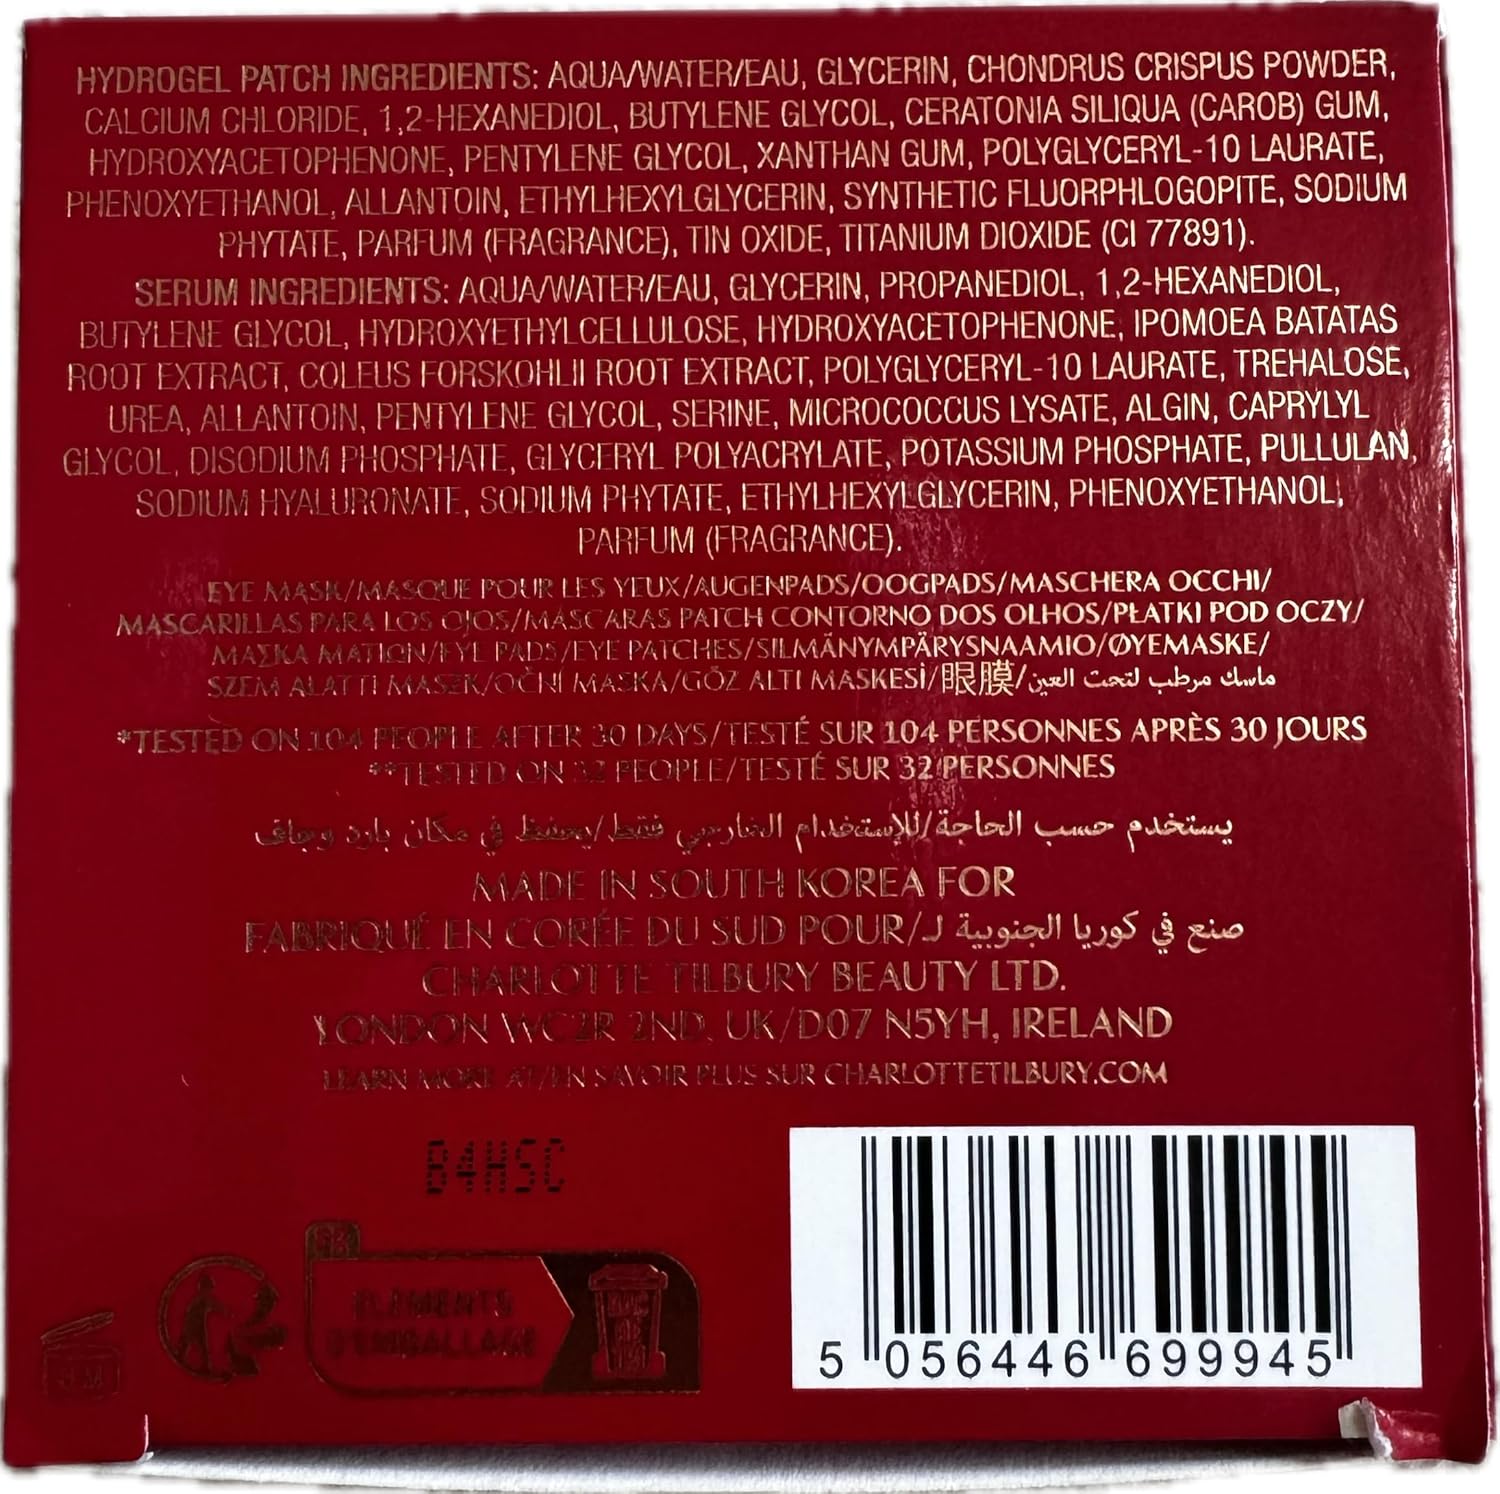 HYDROGEL PATCH INGREDIENTS: AQUA/WATER/EAU, GLYCERIN, CHONDRUS CRISPUS POWDER,
CALCIUM CHLORIDE, 1,2-HEXANEDIOL, BUTYLENE GLYCOL, CERATONIA SILIQUA (CAROB) GUM,
HYDROXYACETOPHENONE, PENTYLENE GLYCOL, XANTHAN GUM, POLYGLYCERYL-10 LAURATE,
PHENOXYETHANOL, ALLANTOIN, ETHYLHEXYLGLYCERIN, SYNTHETIC FLUORPHLOGOPITE, SODIUM
PHYTATE, PARFUM (FRAGRANCE), TIN OXIDE, TITANIUM DIOXIDE (CI 77891).
SERUM INGREDIENTS: AQUA/WATER/EAU, GLYCERIN, PROPANEDIOL, 1,2-HEXANEDIOL,
BUTYLENE GLYCOL, HYDROXYETHYLCELLULOSE, HYDROXYACETOPHENONE, IPOMOEA BATATAS
ROOT EXTRACT, COLEUS FORSKOHLII ROOT EXTRACT, POLYGLYCERYL-10 LAURATE, TREHALOSE,
UREA, ALLANTOIN, PENTYLENE GLYCOL, SERINE, MICROCOCCUS LYSATE, ALGIN, CAPRYLYL
GLYCOL, DISODIUM PHOSPHATE, GLYCERYL POLYACRYLATE, POTASSIUM PHOSPHATE, PULLULAN,
SODIUM HYALURONATE, SODIUM PHYTATE, ETHYLHEXYLGLYCERIN, PHENOXYETHANOL,
PARFUM (FRAGRANCE).
EYE MASK/MASQUE POUR LES YEUX/AUGENPADS/OOGPADS/MASCHERA OCCHI/
MASCARILLAS PARA LOS OJOS/MÁSCARAS PATCH CONTORNO DOS OLHOS/PŁATKI POD OCZY/
ΜΑΣΚΑ ΜΑΤΙΩΝ/EYE PADS/EYE PATCHES/SILMÄNYMPÄRYSNAAMIO/ØYEMASKE/
SZEM ALATTI MASZK/OČNÍ MASKA/GÖZ ALTI MASKESİ/眼膜/ماسك مرطب لتحت العين
*TESTED ON 104 PEOPLE AFTER 30 DAYS/TESTÉ SUR 104 PERSONNES APRÈS 30 JOURS
**TESTED ON 32 PEOPLE/TESTÉ SUR 32 PERSONNES
يستخدم حسب الحاجة/للإستخدام الخارجي فقط/يحفظ في مكان بارد وجاف
MADE IN SOUTH KOREA FOR
FABRIQUÉ EN CORÉE DU SUD POUR/صنع في كوريا الجنوبية لـ
CHARLOTTE TILBURY BEAUTY LTD.
LONDON WC2R 2ND, UK/D07 N5YH, IRELAND
LEARN MORE AT/EN SAVOIR PLUS SUR CHARLOTTETILBURY.COM
B4HSC
FR
ÉLÉMENTS
D'EMBALLAGE
5 056446 699945